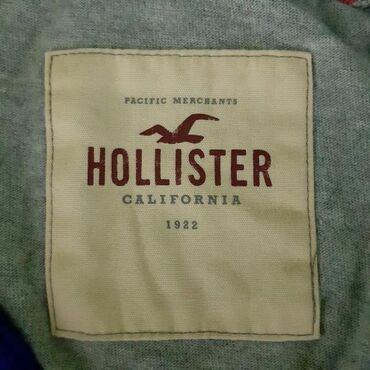 PACIFIC MERCHANTS
HOLLISTER
CALIFORNIA
1922